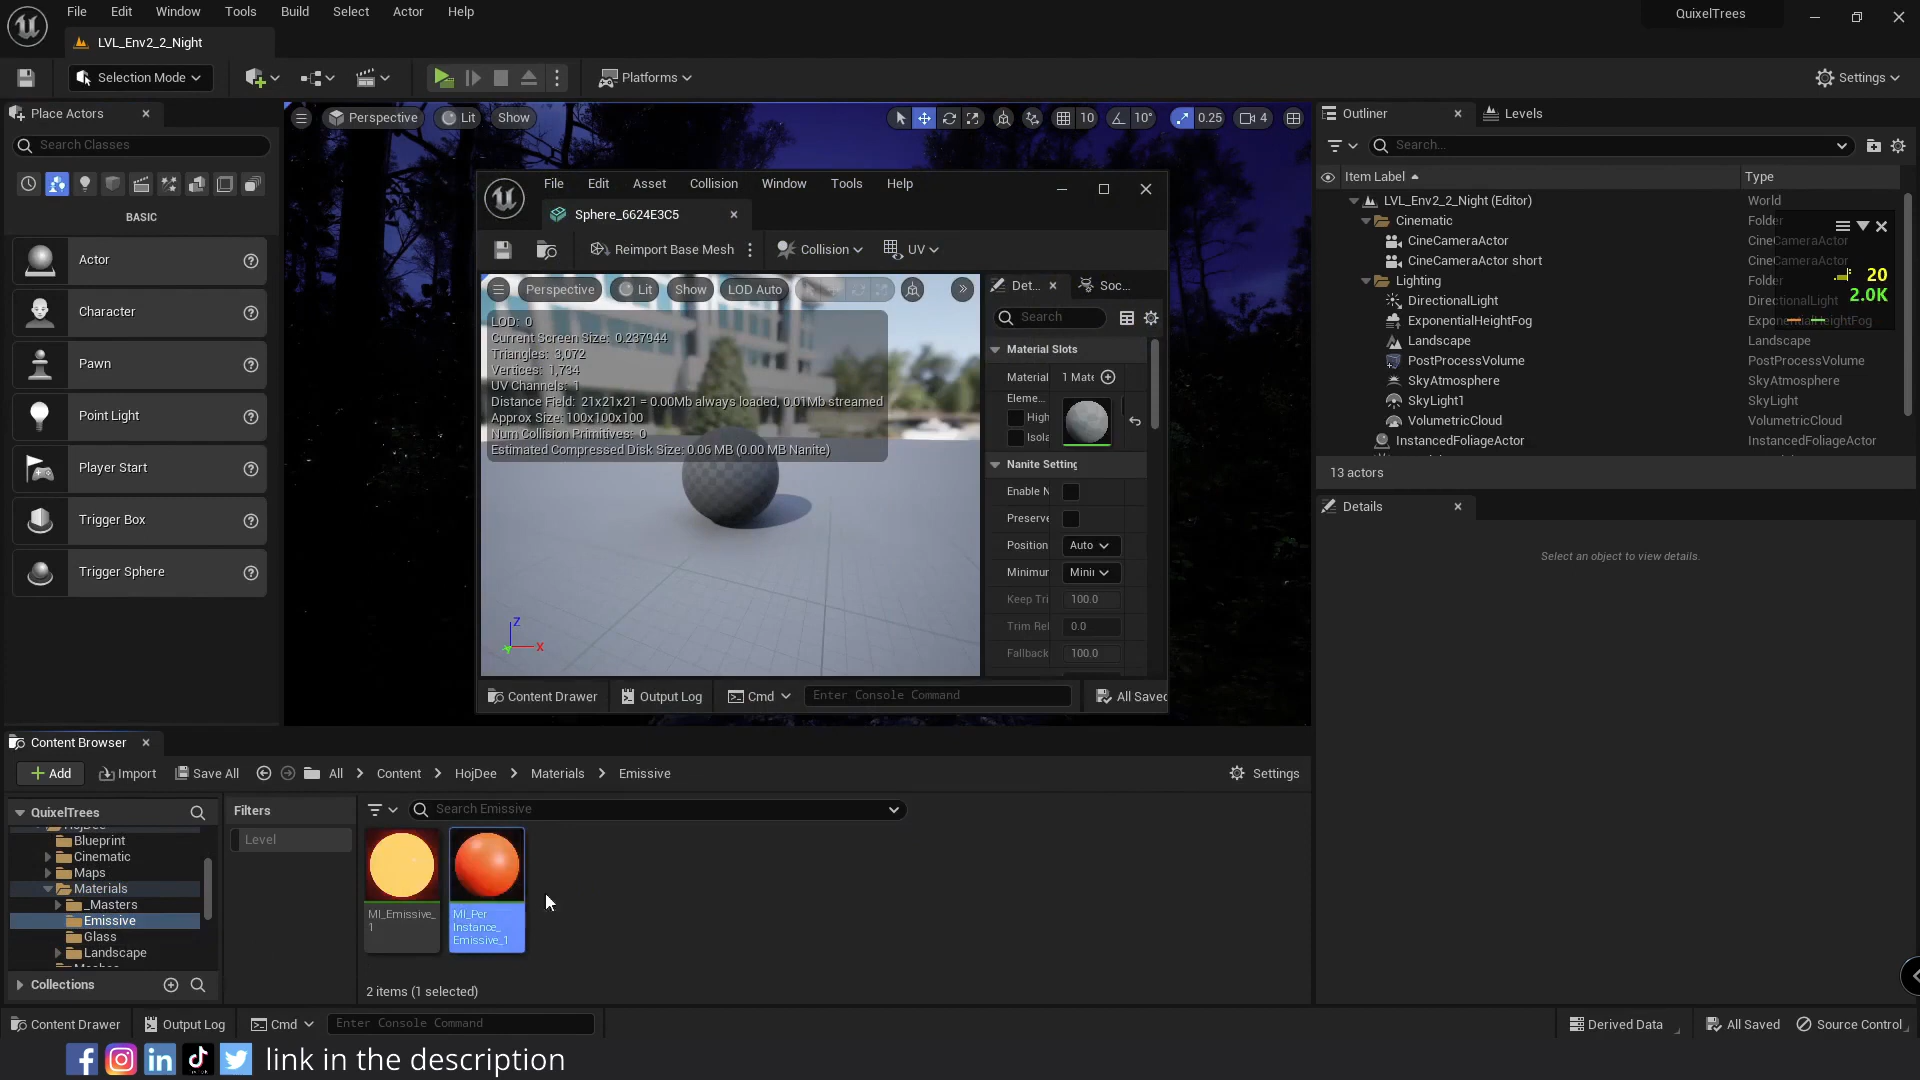 File Edit Window Tools Build Select Actor Help
QuixelTrees
LVL_Env2_2_Night
Selection Mode
Platforms
Settings
Place Actors
Search Classes
BASIC
Actor
Character
Pawn
Point Light
Player Start
Trigger Box
Trigger Sphere
Perspective Lit Show
10 10° 0.25 4
File Edit Asset Collision Window Tools Help
Sphere_6624E3C5
Reimport Base Mesh Collision UV
Perspective Lit Show LOD Auto
LOD: 0
Current Screen Size: 0.237944
Triangles: 3,072
Vertices: 1,734
UV Channels: 1
Distance Field: 21x21x21 = 0.00Mb always loaded, 0.01Mb streamed
Approx Size: 100x100x100
Num Collision Primitives: 0
Estimated Compressed Disk Size: 0.06 MB (0.00 MB Nanite)
Z
X
Det... Soc...
Search
Material Slots
Material 1 Mate
Eleme...
High
Isola
Nanite Setting
Enable N
Preserve
Position Auto
Minimum Mini
Keep Tri 100.0
Trim Rel 0.0
Fallback 100.0
Content Drawer Output Log Cmd Enter Console Command All Saved
Outliner Levels
Search...
Item Label Type
LVL_Env2_2_Night (Editor) World
Cinematic Folder
CineCameraActor CineCameraActor
CineCameraActor short CineCameraActor
Lighting Folder
DirectionalLight DirectionalLight
ExponentialHeightFog ExponentialHeightFog
Landscape Landscape
PostProcessVolume PostProcessVolume
SkyAtmosphere SkyAtmosphere
SkyLight1 SkyLight
VolumetricCloud VolumetricCloud
InstancedFoliageActor InstancedFoliageActor
20
2.0K
13 actors
Details
Select an object to view details.
Content Browser
Add Import Save All All Content HojDee Materials Emissive
Settings
QuixelTrees
HojDee
Blueprint
Cinematic
Maps
Materials
_Masters
Emissive
Glass
Landscape
Meshes
Collections
Filters
Level
Search Emissive
MI_Emissive_
1
MI_Per
Instance_
Emissive_1
2 items (1 selected)
Content Drawer Output Log Cmd Enter Console Command Derived Data All Saved Source Control
link in the description